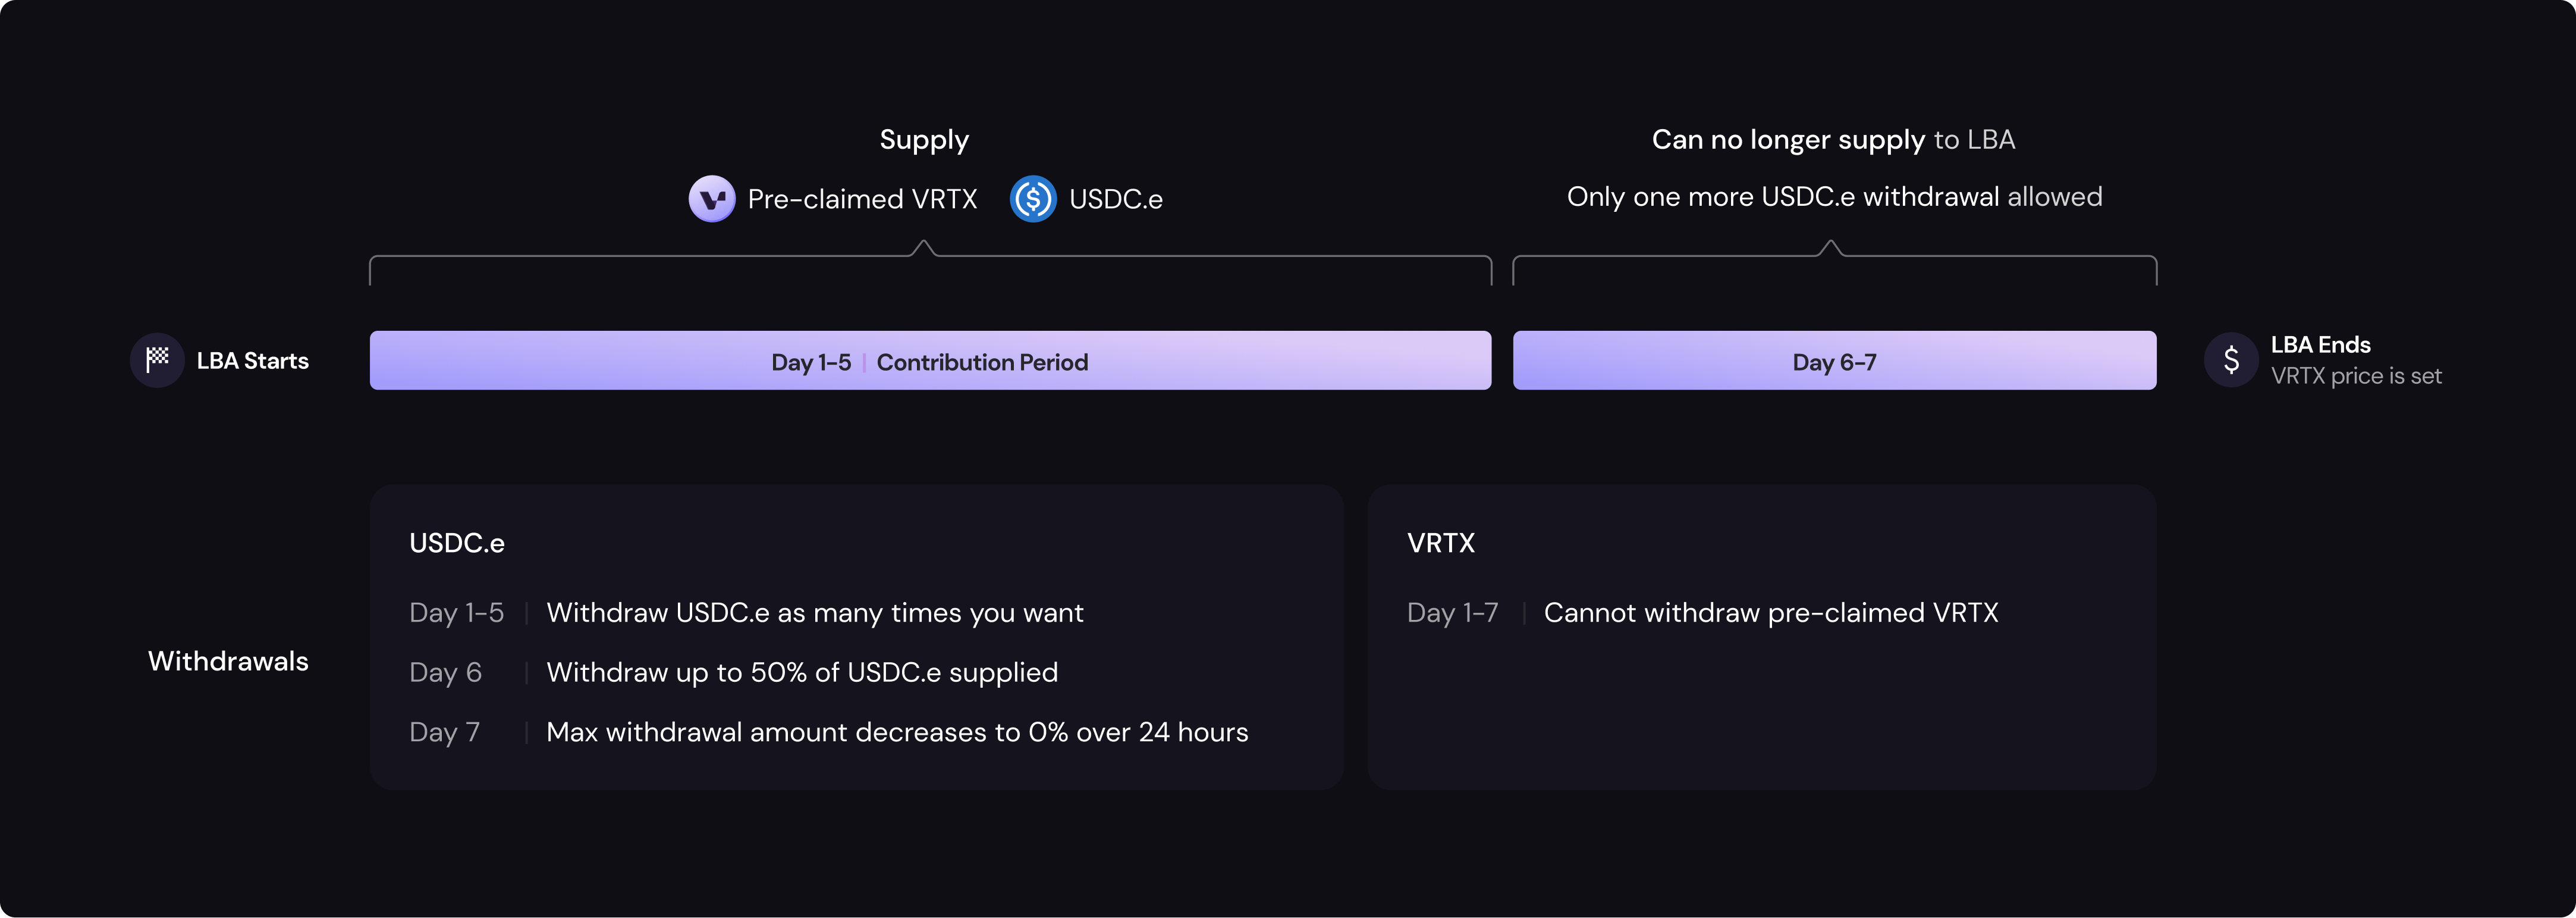 Supply
Pre-claimed VRTX
USDC.e
Can no longer supply to LBA
Only one more USDC.e withdrawal allowed
LBA Starts
Day 1-5 | Contribution Period
Day 6-7
LBA Ends
VRTX price is set
Withdrawals
USDC.e
Day 1-5 | Withdraw USDC.e as many times you want
Day 6 | Withdraw up to 50% of USDC.e supplied
Day 7 | Max withdrawal amount decreases to 0% over 24 hours
VRTX
Day 1-7 | Cannot withdraw pre-claimed VRTX